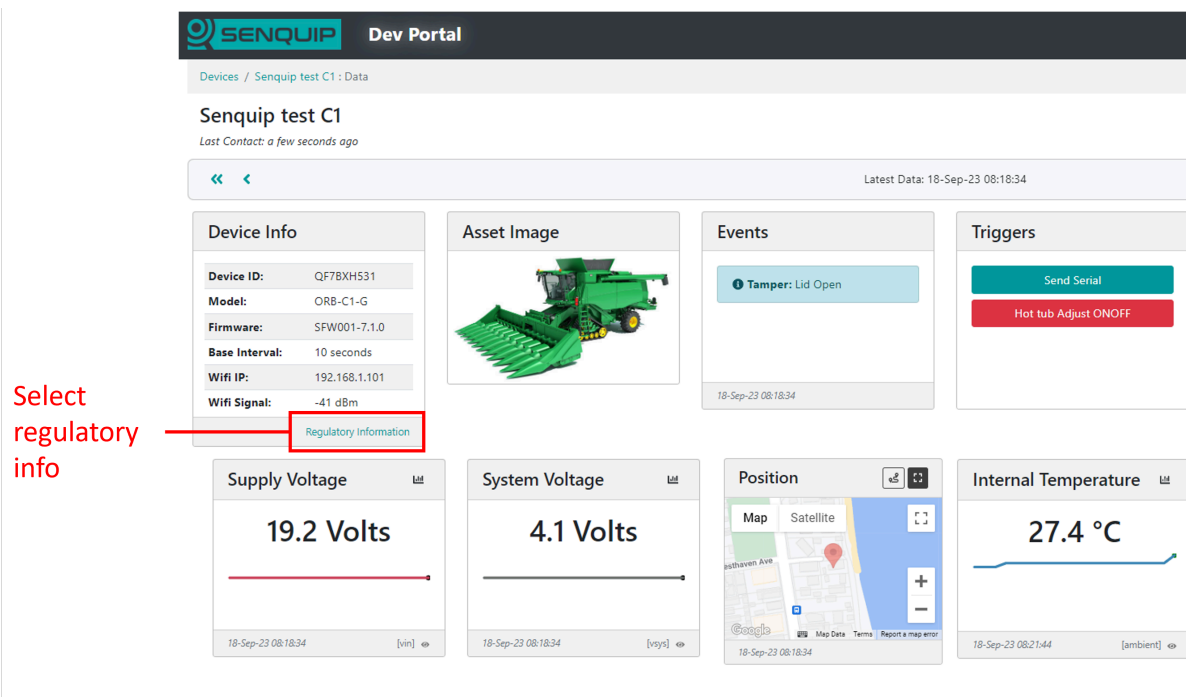 SENQUIP Dev Portal
Devices / Senquip test C1 : Data
Senquip test C1
Last Contact: a few seconds ago
Latest Data: 18-Sep-23 08:18:34
Device Info
Device ID: QF7BXH531
Model: ORB-C1-G
Firmware: SFW001-7.1.0
Base Interval: 10 seconds
Wifi IP: 192.168.1.101
Wifi Signal: -41 dBm
Regulatory Information
Select
regulatory
info
Asset Image
Events
Tamper: Lid Open
18-Sep-23 08:18:34
Triggers
Send Serial
Hot tub Adjust ONOFF
Supply Voltage
19.2 Volts
18-Sep-23 08:18:34 [vin]
System Voltage
4.1 Volts
18-Sep-23 08:18:34 [vsys]
Position
Map Satellite
esthaven Ave
+
−
Google Map Data Terms Report a map error
18-Sep-23 08:18:34
Internal Temperature
27.4 °C
18-Sep-23 08:21:44 [ambient]